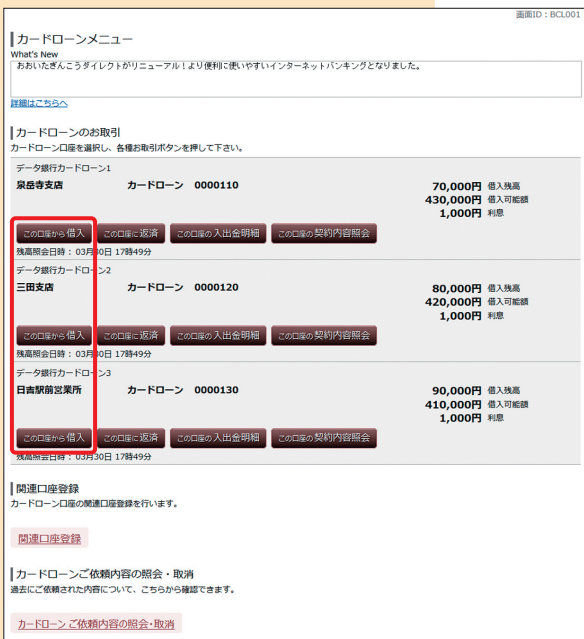 画面ID：BCL001
カードローンメニュー
What's New
おおいたぎんこうダイレクトがリニューアル！より便利に使いやすいインターネットバンキングとなりました。
詳細はこちらへ
カードローンのお取引
カードローン口座を選択し、各種お取引ボタンを押して下さい。
データ銀行カードローン1
泉岳寺支店 カードローン 0000110 70,000円 借入残高
430,000円 借入可能額
1,000円 利息
この口座から借入 この口座に返済 この口座の入出金明細 この口座の契約内容照会
残高照会日時：03月30日 17時49分
データ銀行カードローン2
三田支店 カードローン 0000120 80,000円 借入残高
420,000円 借入可能額
1,000円 利息
この口座から借入 この口座に返済 この口座の入出金明細 この口座の契約内容照会
残高照会日時：03月30日 17時49分
データ銀行カードローン3
日吉駅前営業所 カードローン 0000130 90,000円 借入残高
410,000円 借入可能額
1,000円 利息
この口座から借入 この口座に返済 この口座の入出金明細 この口座の契約内容照会
残高照会日時：03月30日 17時49分
関連口座登録
カードローン口座の関連口座登録を行います。
関連口座登録
カードローンご依頼内容の照会・取消
過去にご依頼された内容について、こちらから確認できます。
カードローン ご依頼内容の照会・取消